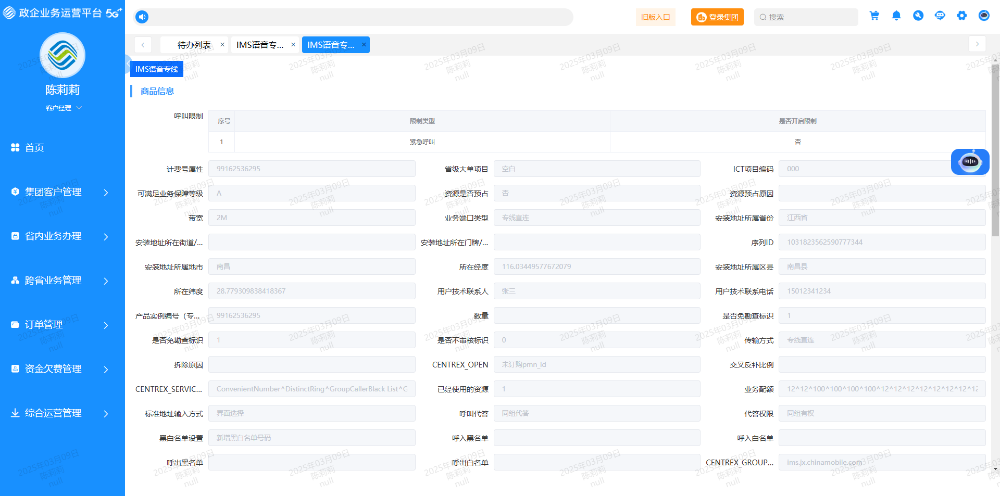 政企业务运营平台 5G++
旧版入口
登录集团
搜索
陈莉莉
客户经理
首页
集团客户管理
省内业务办理
跨省业务管理
订单管理
资金欠费管理
综合运营管理
待办列表 ×
IMS语音专... ×
IMS语音专... ×
IMS语音专线
商品信息
呼叫限制
序号 限制类型 是否开启限制
1 紧急呼叫 否
计费号属性 99162536295 省级大单项目 空白 ICT项目编码 000
可满足业务保障等级 A 资源是否预占 否 资源预占原因
带宽 2M 业务端口类型 专线直连 安装地址所属省份 江西省
安装地址所在街道/... 安装地址所在门牌/... 序列ID 1031823562590777344
安装地址所属地市 南昌 所在经度 116.03449577672079 安装地址所属区县 南昌县
所在纬度 28.779309838418367 用户技术联系人 张三 用户技术联系电话 15012341234
产品实例编号（专... 99162536295 数量 是否免勘查标识 1
是否免勘查标识 1 是否不审核标识 0 传输方式 专线直连
拆除原因 CENTREX_OPEN 未订购pmn_id 交叉反补比例
CENTREX_SERVIC... ConvenientNumber^DistinctRing^GroupCallerBlack List^G 已经使用的资源 1 业务配额 12^12^100^100^100^100^12^12^12^12^12^12^12^12
标准地址输入方式 界面选择 呼叫代答 同组代答 代答权限 同组有权
黑白名单设置 新增黑白名单号码 呼入黑名单 呼入白名单
呼出黑名单 呼出白名单 CENTREX_GROUP... ims.jx.chinamobile.com
2025年03月09日
陈莉莉
null